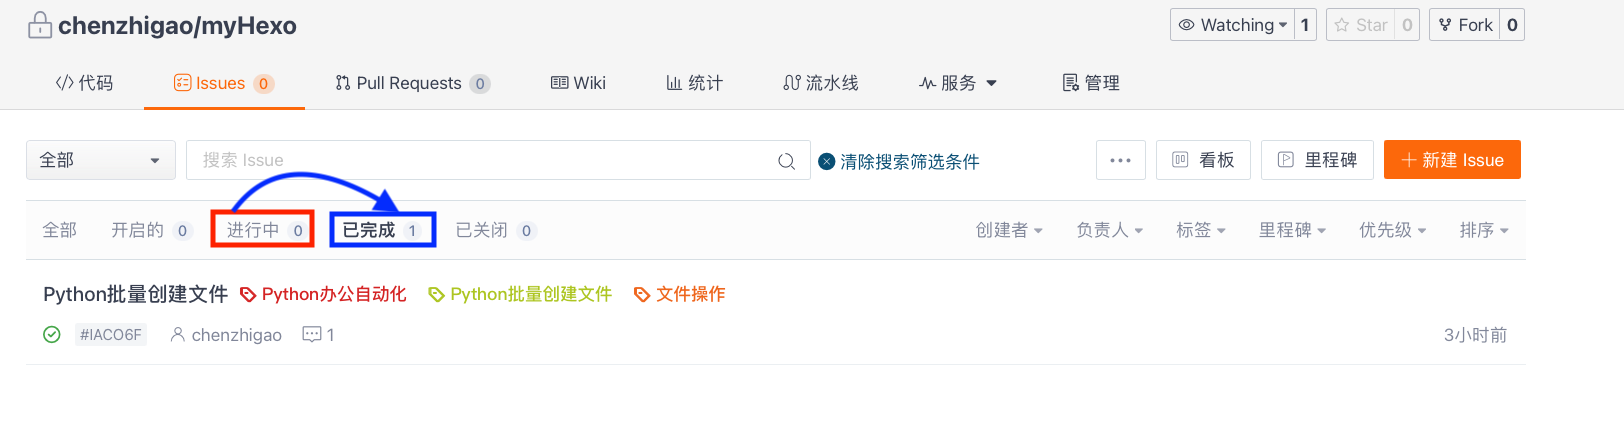 chenzhigao/myHexo Watching 1 Star 0 Fork 0
代码 Issues 0 Pull Requests 0 Wiki 统计 流水线 服务 管理
全部 搜索 Issue 清除搜索筛选条件 ... 看板 里程碑 + 新建 Issue
全部 开启的 0 进行中 0 已完成 1 已关闭 0 创建者 负责人 标签 里程碑 优先级 排序
Python批量创建文件 Python办公自动化 Python批量创建文件 文件操作
#IACO6F chenzhigao 1 3小时前